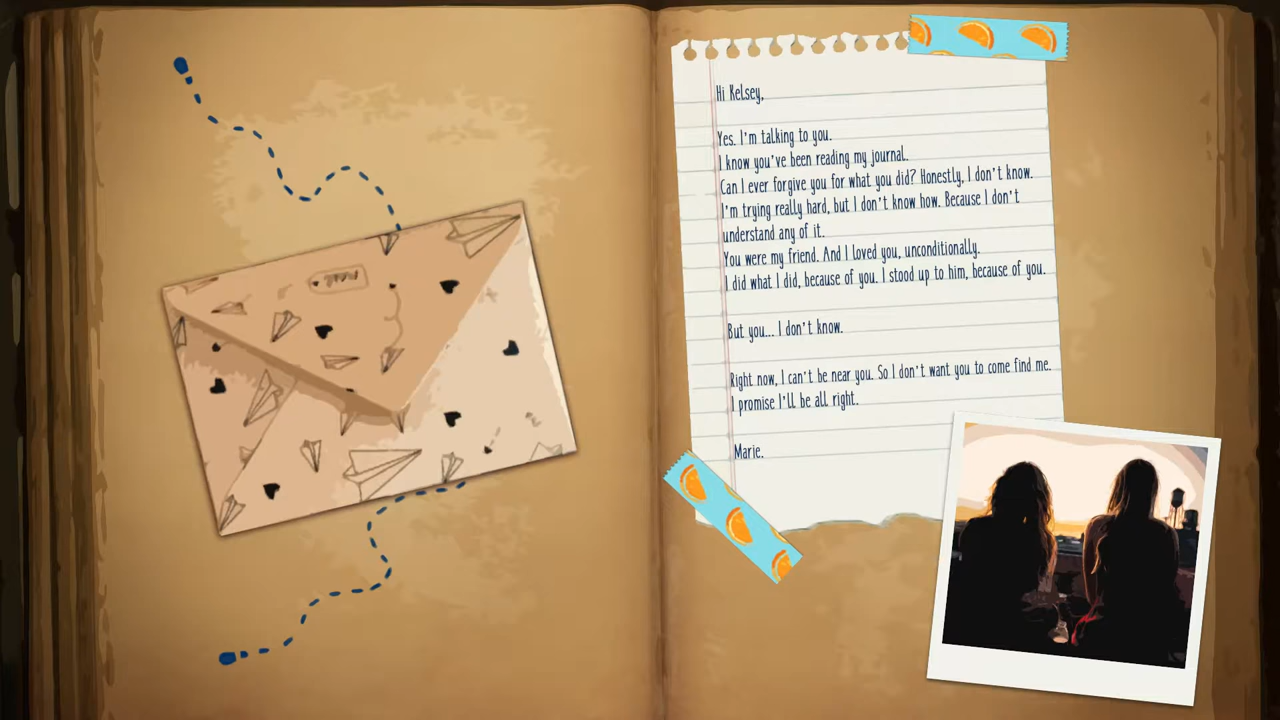 Hi Kelsey,
Yes. I'm talking to you.
I know you've been reading my journal.
Can I ever forgive you for what you did? Honestly, I don't know.
I'm trying really hard, but I don't know how. Because I don't
understand any of it.
You were my friend. And I loved you, unconditionally.
I did what I did, because of you. I stood up to him, because of you.
But you... I don't know.
Right now, I can't be near you. So I don't want you to come find me.
I promise I'll be all right.
Marie.